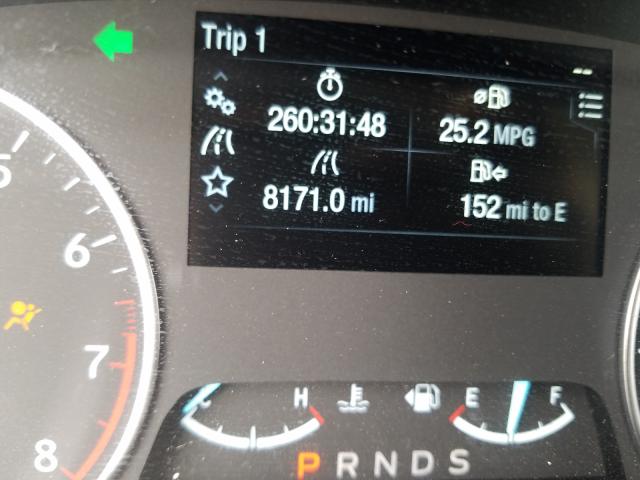 Trip 1
--
260:31:48
25.2 MPG
8171.0 mi
152 mi to E
5
6
7
8
C
H
E
F
P R N D S